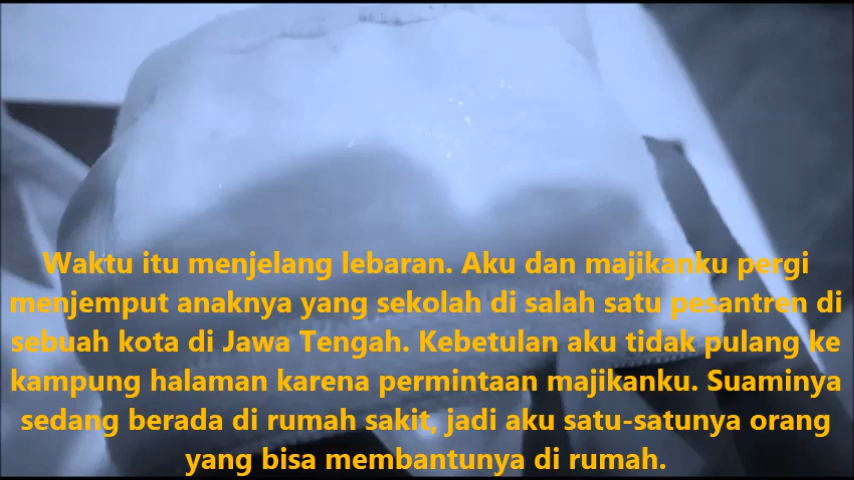 Waktu itu menjelang lebaran. Aku dan majikanku pergi
menjemput anaknya yang sekolah di salah satu pesantren di
sebuah kota di Jawa Tengah. Kebetulan aku tidak pulang ke
kampung halaman karena permintaan majikanku. Suaminya
sedang berada di rumah sakit, jadi aku satu-satunya orang
yang bisa membantunya di rumah.